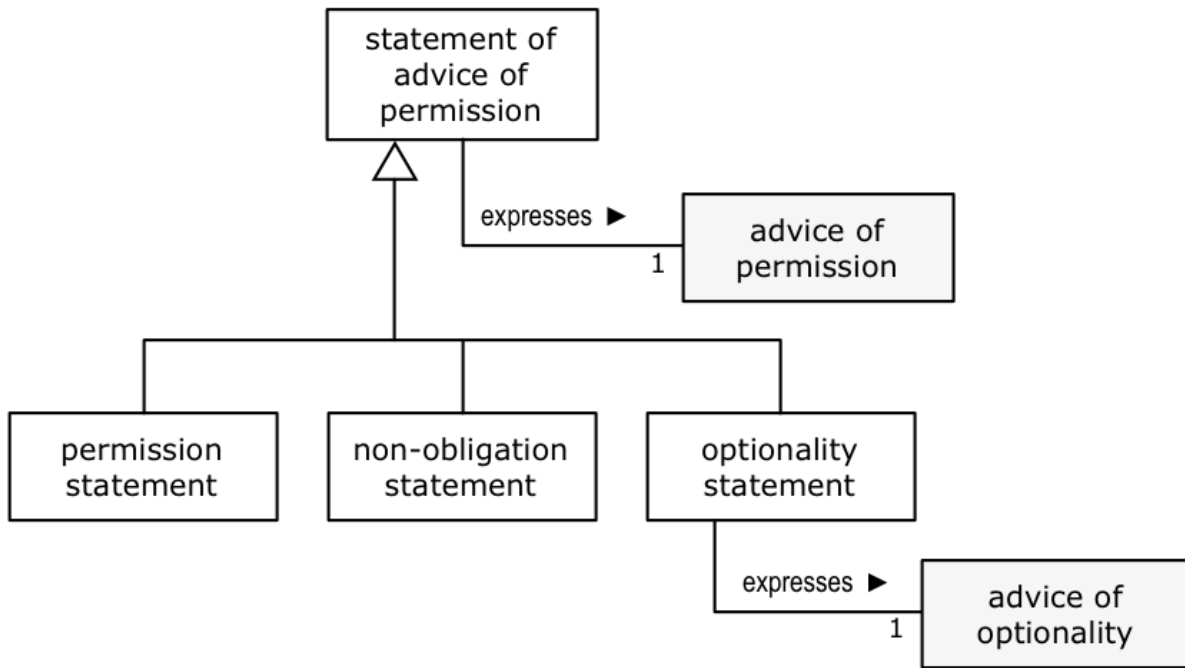 statement of
advice of
permission
expresses ►
advice of
permission
1
permission
statement
non-obligation
statement
optionality
statement
expresses ►
advice of
optionality
1